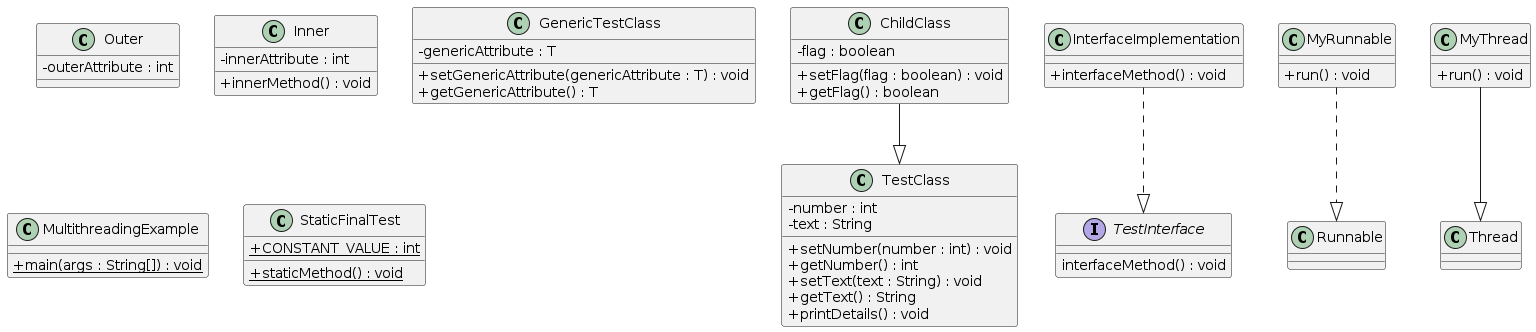 C Outer
-outerAttribute : int
C Inner
-innerAttribute : int
+innerMethod() : void
C GenericTestClass
-genericAttribute : T
+setGenericAttribute(genericAttribute : T) : void
+getGenericAttribute() : T
C ChildClass
-flag : boolean
+setFlag(flag : boolean) : void
+getFlag() : boolean
C InterfaceImplementation
+interfaceMethod() : void
C MyRunnable
+run() : void
C MyThread
+run() : void
C MultithreadingExample
+main(args : String[]) : void
C StaticFinalTest
+CONSTANT_VALUE : int
+staticMethod() : void
C TestClass
-number : int
-text : String
+setNumber(number : int) : void
+getNumber() : int
+setText(text : String) : void
+getText() : String
+printDetails() : void
I TestInterface
interfaceMethod() : void
C Runnable
C Thread